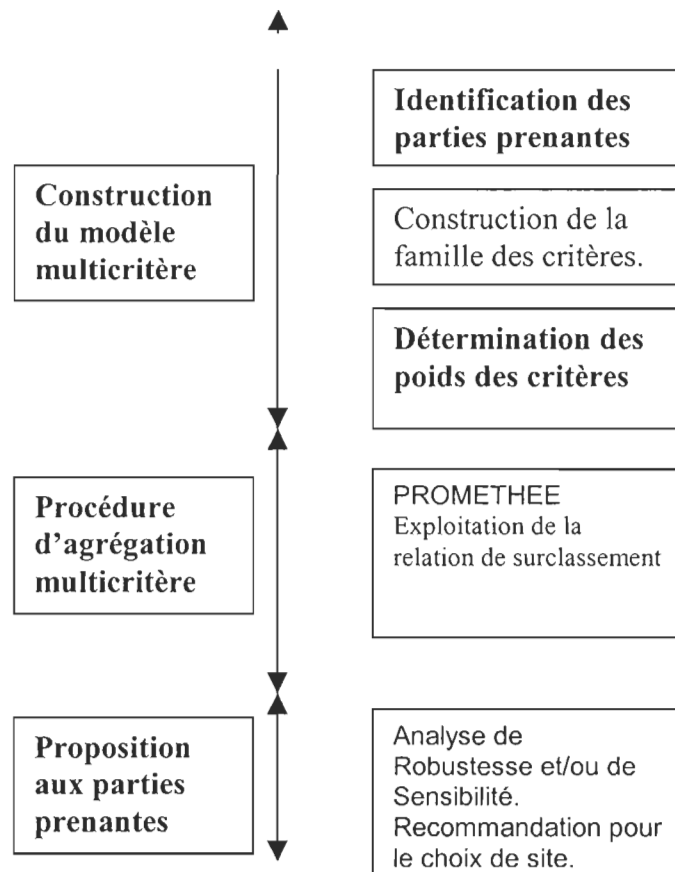 Identification des
parties prenantes
Construction
du modèle
multicritère
Construction de la
famille des critères.
Détermination des
poids des critères
Procédure
d'agrégation
multicritère
PROMETHEE
Exploitation de la
relation de surclassement
Proposition
aux parties
prenantes
Analyse de
Robustesse et/ou de
Sensibilité.
Recommandation pour
le choix de site.